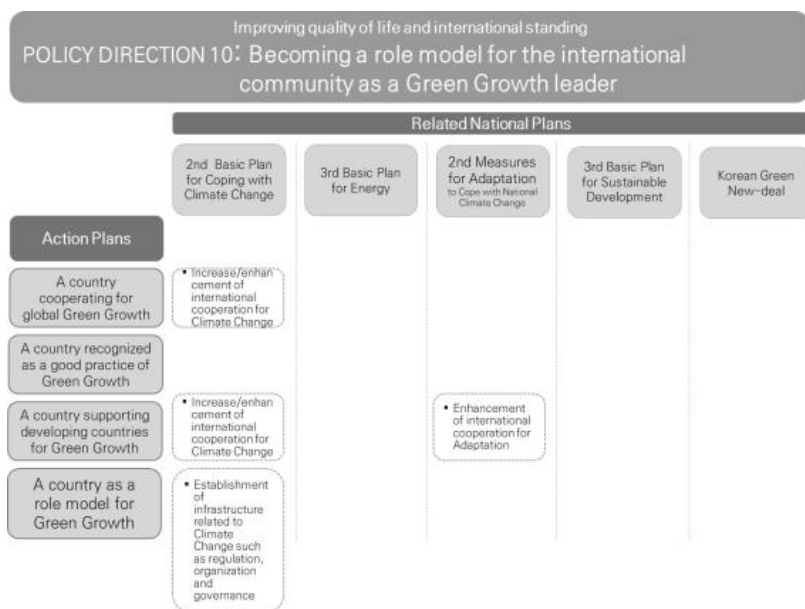 Improving quality of life and international standing
POLICY DIRECTION 10: Becoming a role model for the international
community as a Green Growth leader
Related National Plans
2nd Basic Plan
for Coping with
Climate Change
3rd Basic Plan
for Energy
2nd Measures
for Adaptation
to Cope with National
Climate Change
3rd Basic Plan
for Sustainable
Development
Korean Green
New-deal
Action Plans
A country
cooperating for
global Green Growth
▪ Increase/enhan
cement of
international
cooperation for
Climate Change
A country recognized
as a good practice of
Green Growth
A country supporting
developing countries
for Green Growth
▪ Increase/enhan
cement of
international
cooperation for
Climate Change
▪ Enhancement
of international
cooperation for
Adaptation
A country as a
role model for
Green Growth
▪ Establishment
of
infrastructure
related to
Climate
Change such
as regulation,
organization
and
governance